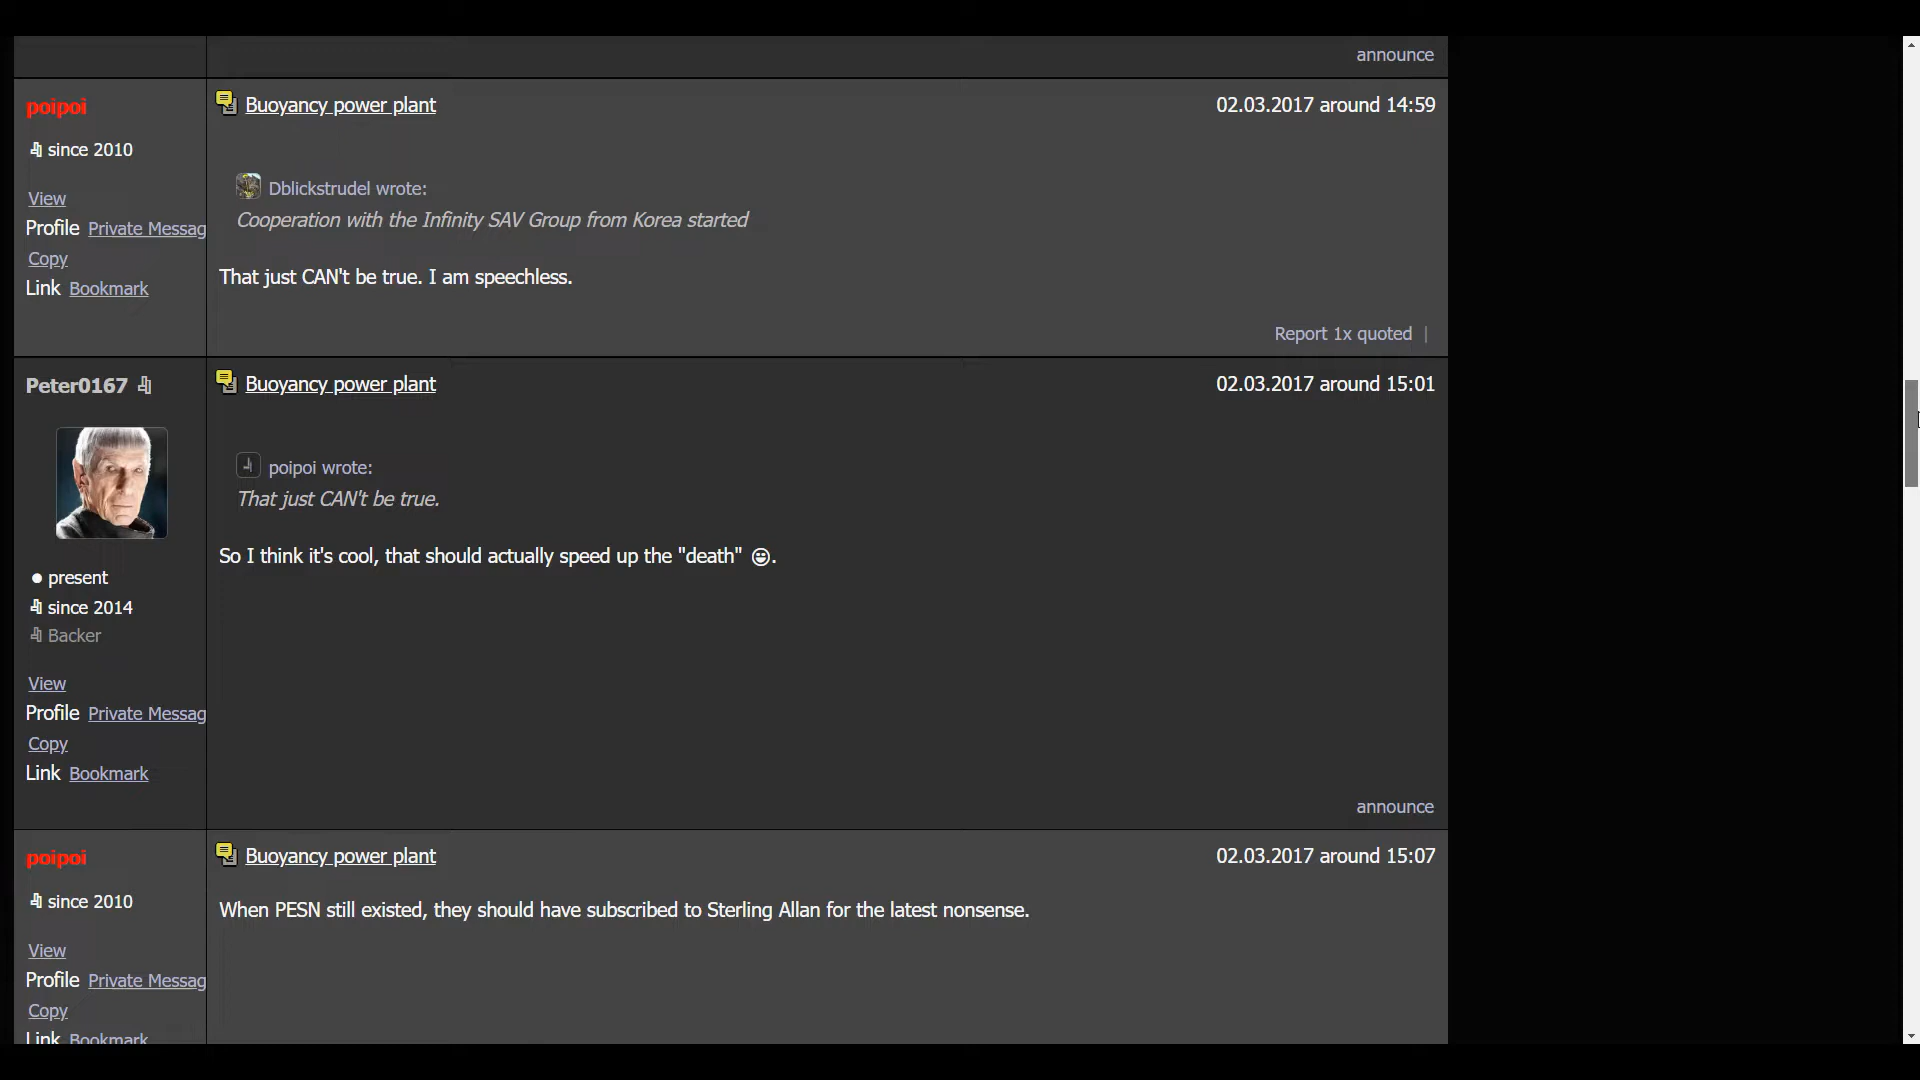 announce
poipoi
Buoyancy power plant
02.03.2017 around 14:59
since 2010
Dblickstrudel wrote:
Cooperation with the Infinity SAV Group from Korea started
View
Profile Private Messag
Copy
Link Bookmark
That just CAN't be true. I am speechless.
Report 1x quoted |
Peter0167
Buoyancy power plant
02.03.2017 around 15:01
poipoi wrote:
That just CAN't be true.
So I think it's cool, that should actually speed up the "death" 😀.
present
since 2014
Backer
View
Profile Private Messag
Copy
Link Bookmark
announce
poipoi
Buoyancy power plant
02.03.2017 around 15:07
since 2010
When PESN still existed, they should have subscribed to Sterling Allan for the latest nonsense.
View
Profile Private Messag
Copy
Link Bookmark